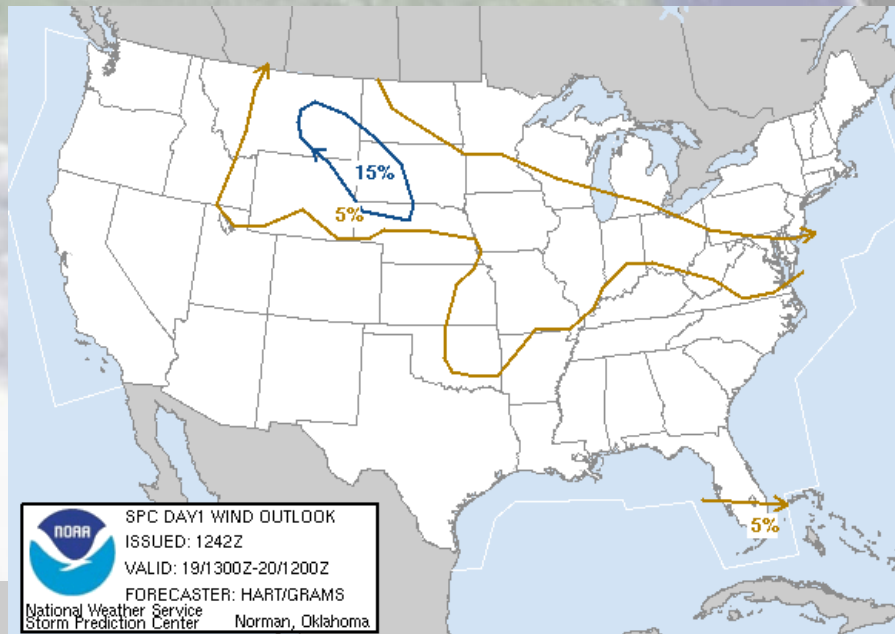 15%
5%
5%
NOAA
SPC DAY1 WIND OUTLOOK
ISSUED: 1242Z
VALID: 19/1300Z-20/1200Z
FORECASTER: HART/GRAMS
National Weather Service
Storm Prediction Center Norman, Oklahoma